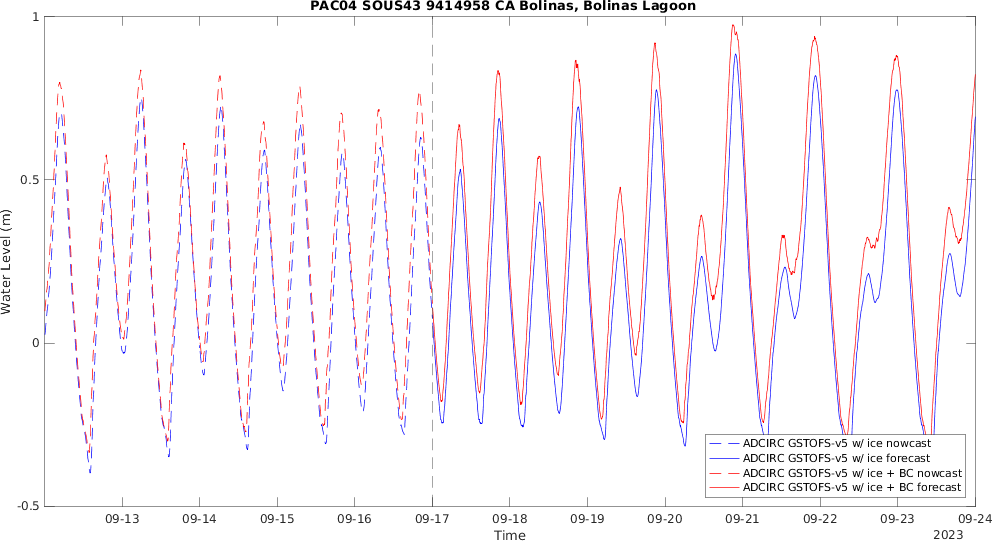 PAC04 SOUS43 9414958 CA Bolinas, Bolinas Lagoon
Water Level (m)
1
0.5
0
-0.5
09-13 09-14 09-15 09-16 09-17 09-18 09-19 09-20 09-21 09-22 09-23 09-24
Time
2023
ADCIRC GSTOFS-v5 w/ ice nowcast
ADCIRC GSTOFS-v5 w/ ice forecast
ADCIRC GSTOFS-v5 w/ ice + BC nowcast
ADCIRC GSTOFS-v5 w/ ice + BC forecast